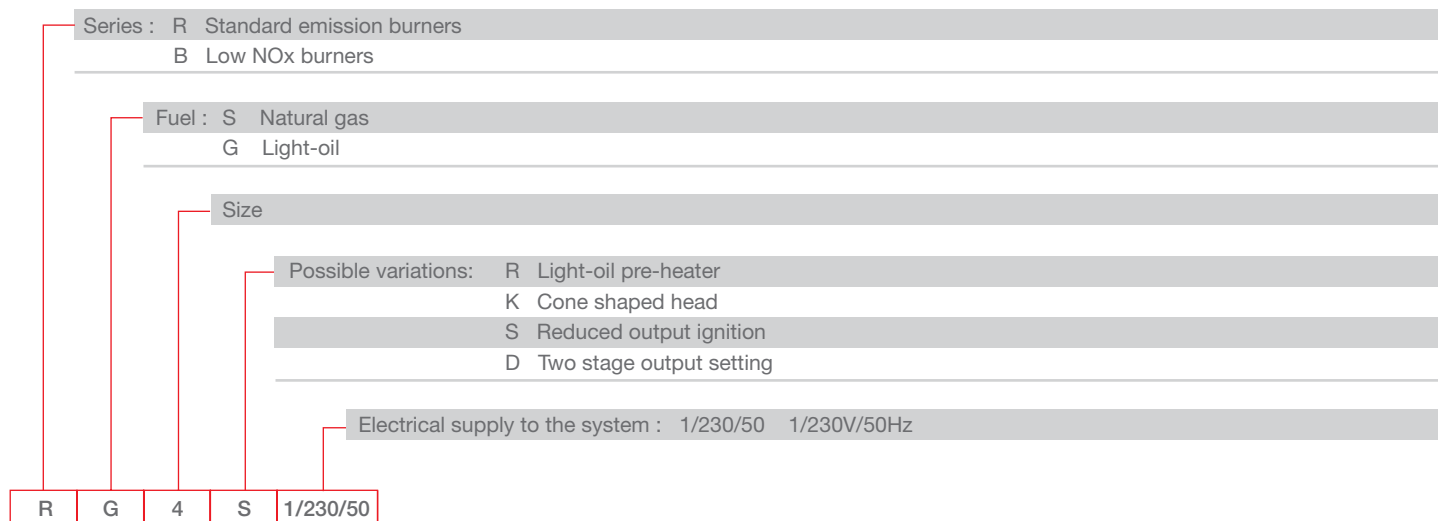 Series : R Standard emission burners
B Low NOx burners
Fuel : S Natural gas
G Light-oil
Size
Possible variations: R Light-oil pre-heater
K Cone shaped head
S Reduced output ignition
D Two stage output setting
Electrical supply to the system : 1/230/50 1/230V/50Hz
R G 4 S 1/230/50